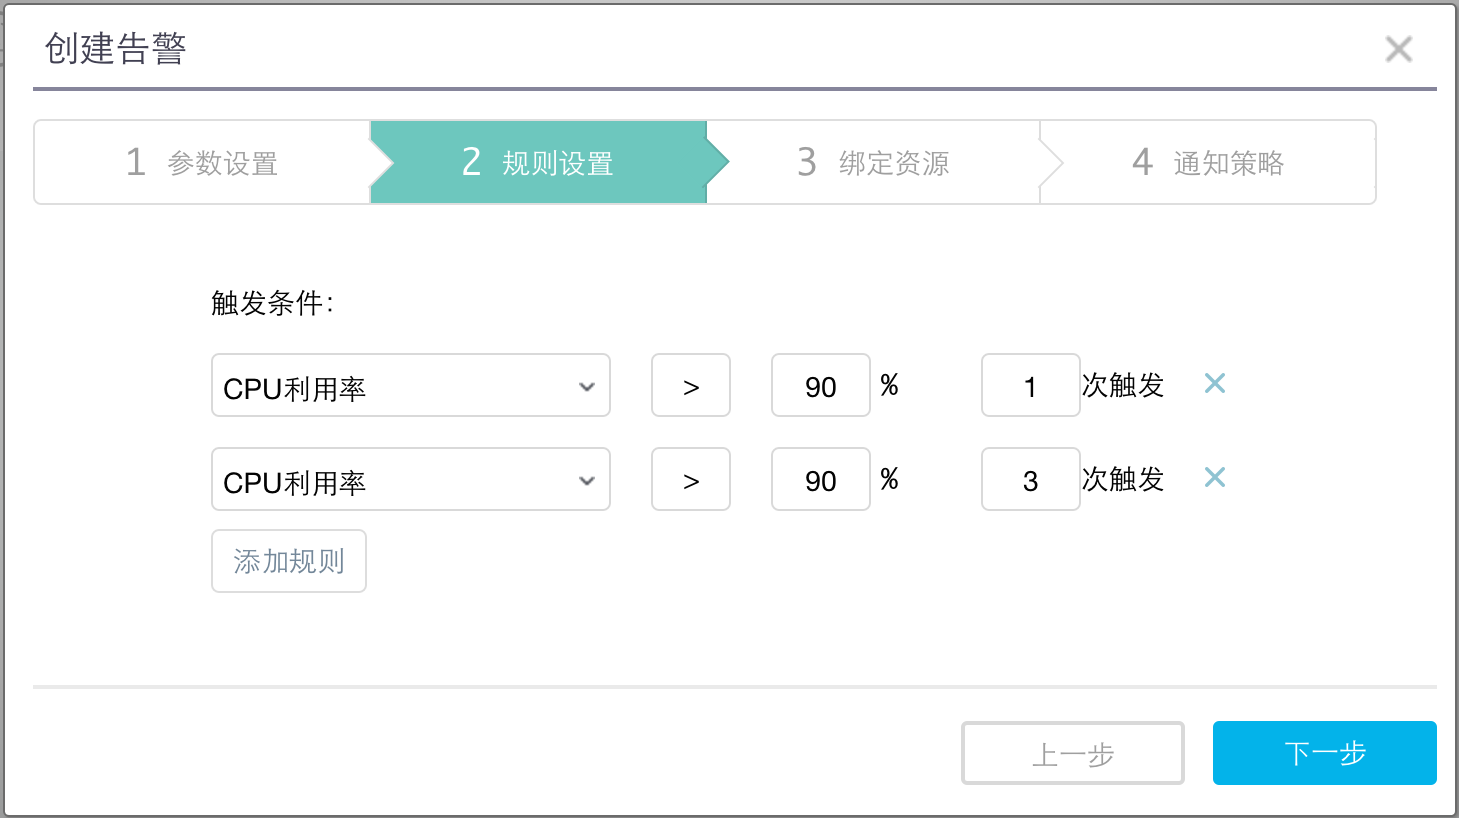 创建告警
1 参数设置 2 规则设置 3 绑定资源 4 通知策略
触发条件：
CPU利用率 > 90 % 1 次触发
CPU利用率 > 90 % 3 次触发
添加规则
上一步 下一步